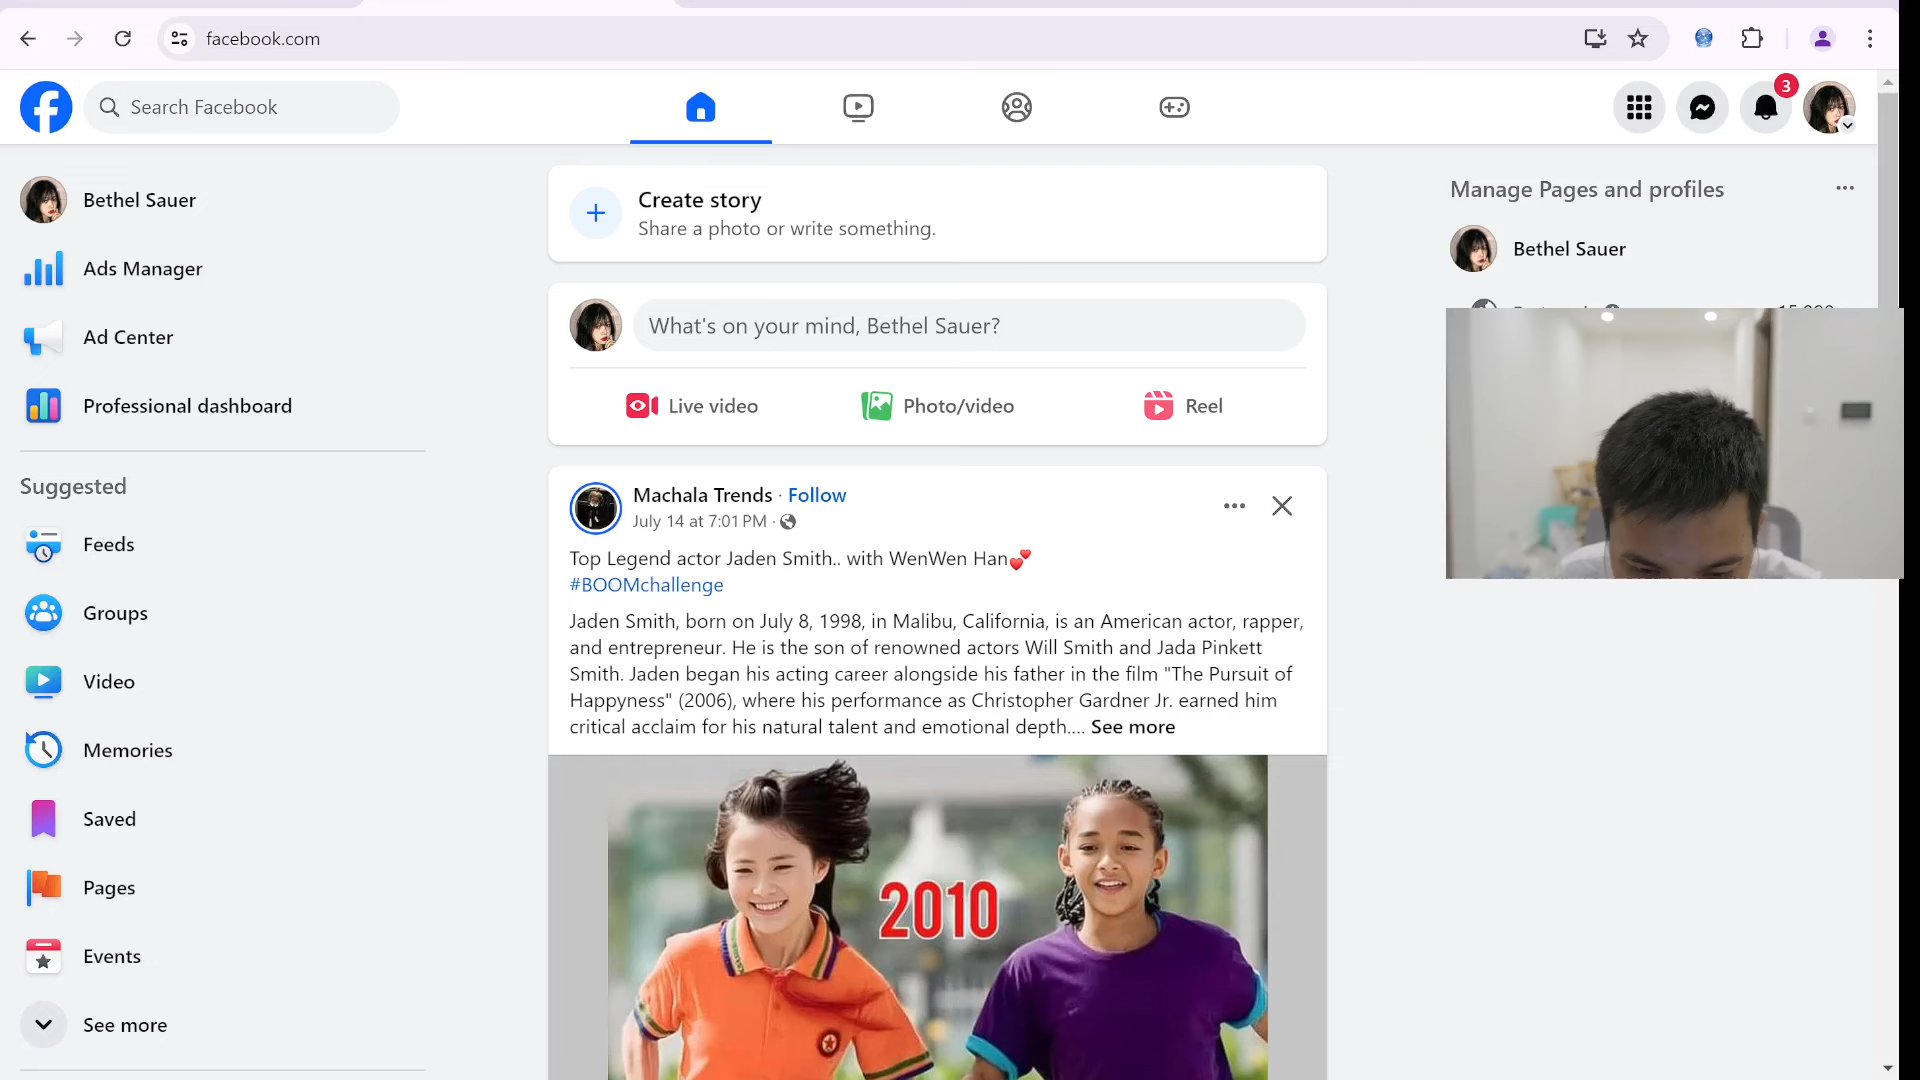 facebook.com
Search Facebook
3
Bethel Sauer
Ads Manager
Ad Center
Professional dashboard
Suggested
Feeds
Groups
Video
Memories
Saved
Pages
Events
See more
Create story
Share a photo or write something.
What's on your mind, Bethel Sauer?
Live video
Photo/video
Reel
Machala Trends · Follow
July 14 at 7:01 PM ·
Top Legend actor Jaden Smith.. with WenWen Han💕
#BOOMchallenge
Jaden Smith, born on July 8, 1998, in Malibu, California, is an American actor, rapper,
and entrepreneur. He is the son of renowned actors Will Smith and Jada Pinkett
Smith. Jaden began his acting career alongside his father in the film "The Pursuit of
Happyness" (2006), where his performance as Christopher Gardner Jr. earned him
critical acclaim for his natural talent and emotional depth.... See more
2010
Manage Pages and profiles
Bethel Sauer